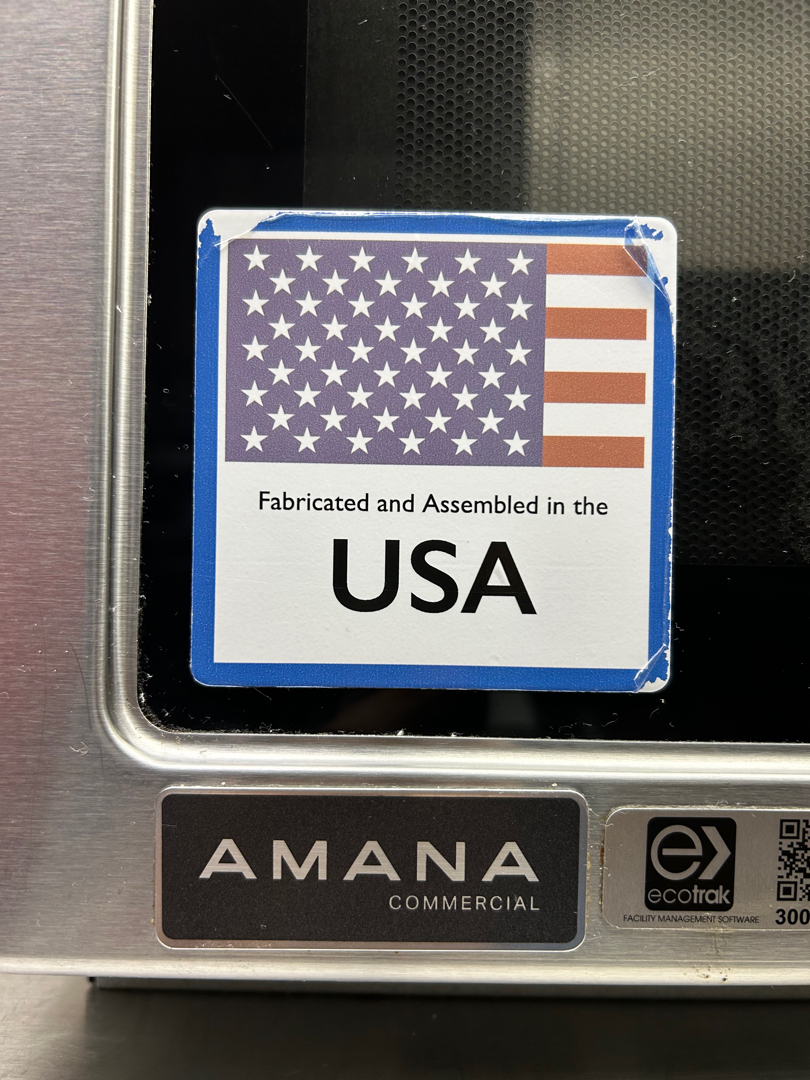 Fabricated and Assembled in the
USA
AMANA
COMMERCIAL
ecotrak
FACILITY MANAGEMENT SOFTWARE
300